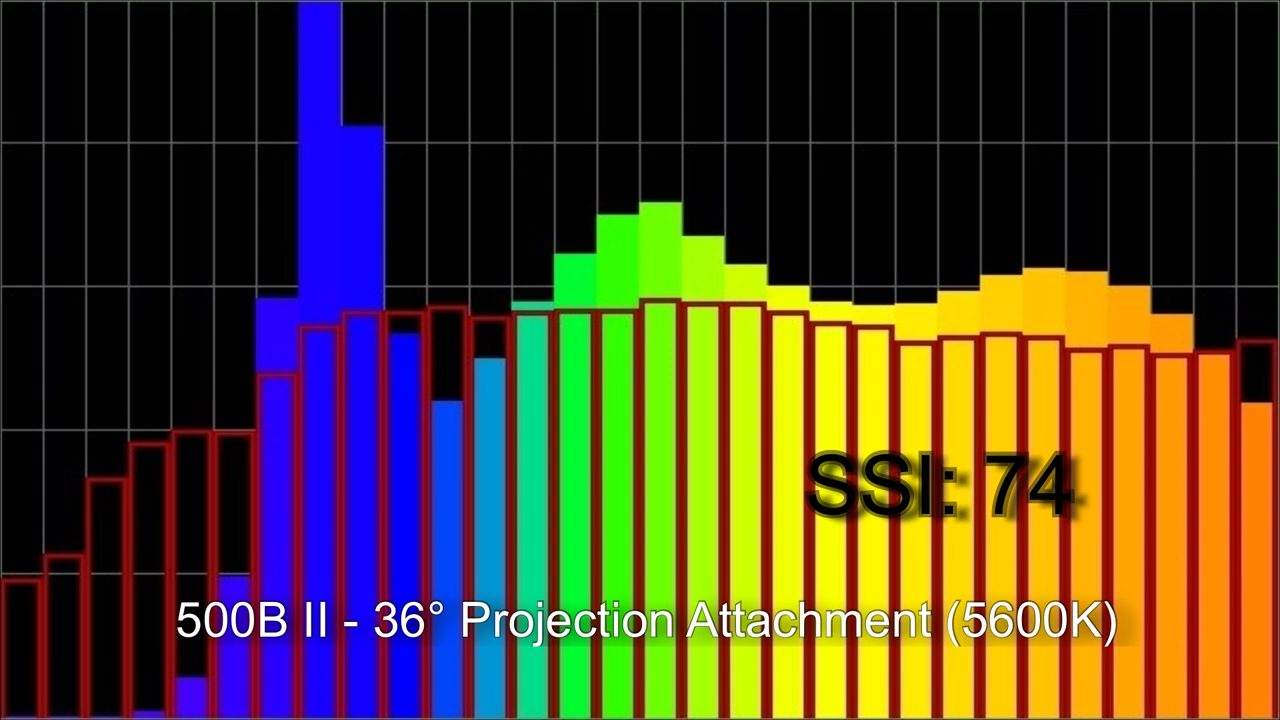 SSI: 74
500B II - 36° Projection Attachment (5600K)